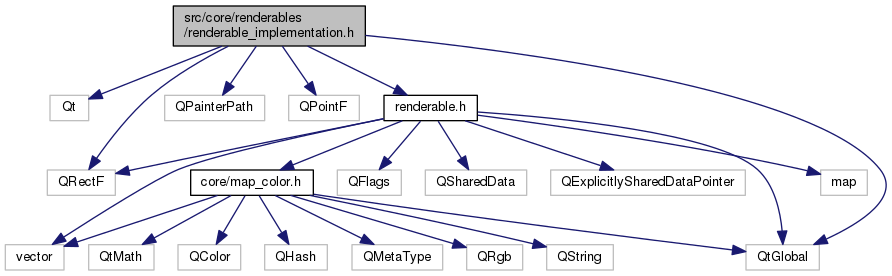 src/core/renderables
/renderable_implementation.h
Qt
QPainterPath
QPointF
renderable.h
QRectF
core/map_color.h
QFlags
QSharedData
QExplicitlySharedDataPointer
map
vector
QtMath
QColor
QHash
QMetaType
QRgb
QString
QtGlobal